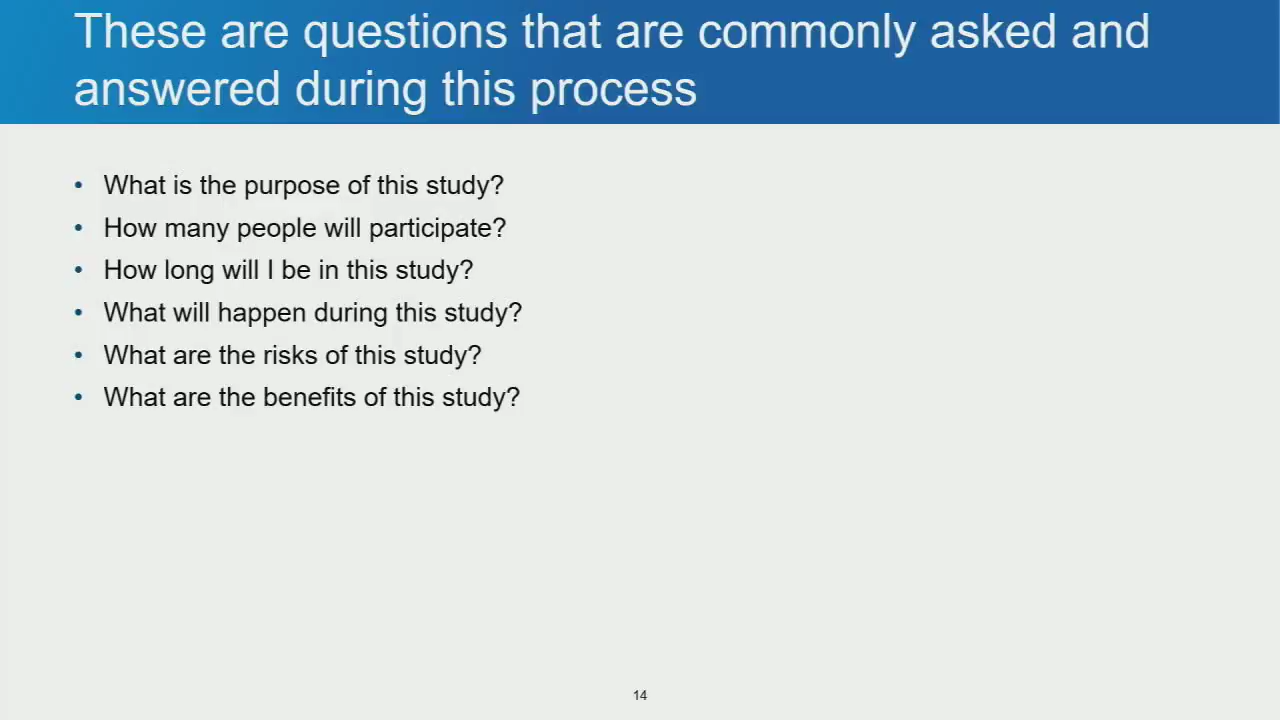 These are questions that are commonly asked and
answered during this process
• What is the purpose of this study?
• How many people will participate?
• How long will I be in this study?
• What will happen during this study?
• What are the risks of this study?
• What are the benefits of this study?
14